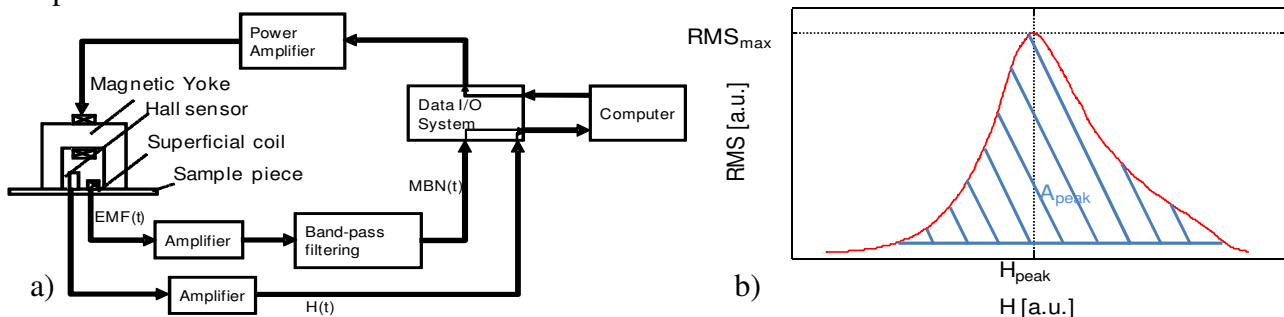 Power
Amplifier
Magnetic Yoke
Hall sensor
Superficial coil
Sample piece
Data I/O
System
Computer
MBN(t)
EMF(t)
Amplifier
Band-pass
filtering
Amplifier
H(t)
a)
RMSmax
RMS [a.u.]
Apeak
Hpeak
H [a.u.]
b)